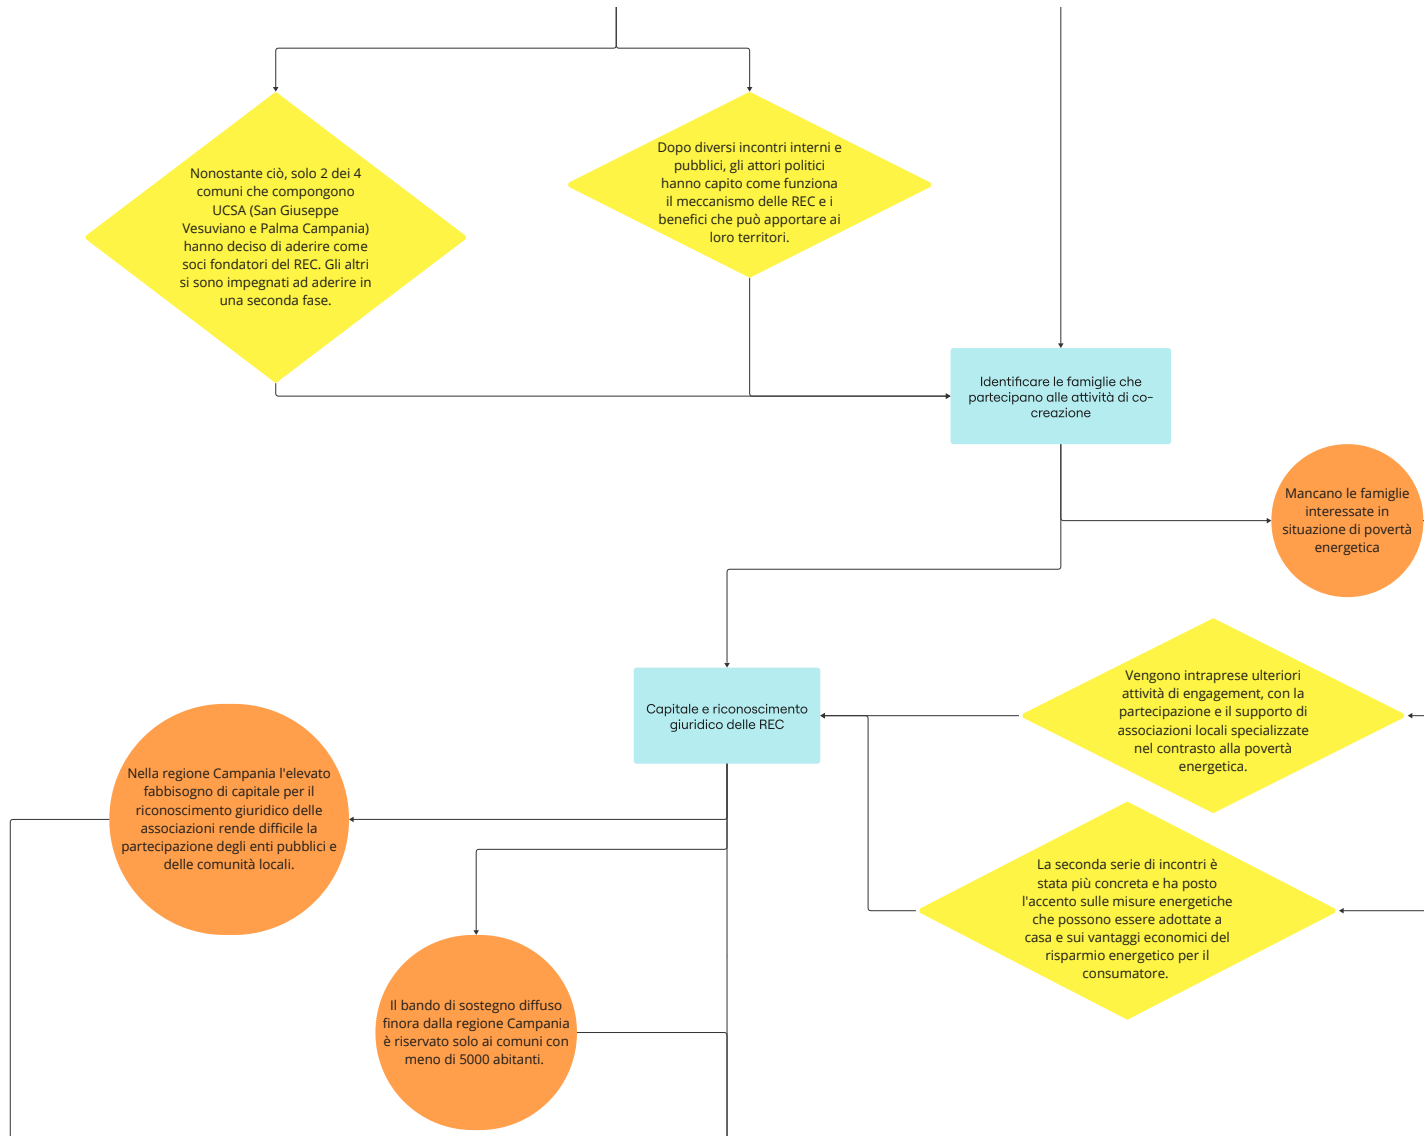 Nonostante ciò, solo 2 dei 4
comuni che compongono
UCSA (San Giuseppe
Vesuviano e Palma Campania)
hanno deciso di aderire come
soci fondatori del REC. Gli altri
si sono impegnati ad aderire in
una seconda fase.
Dopo diversi incontri interni e
pubblici, gli attori politici
hanno capito come funziona
il meccanismo delle REC e i
benefici che può apportare ai
loro territori.
Identificare le famiglie che
partecipano alle attività di co-
creazione
Mancano le famiglie
interessate in
situazione di povertà
energetica
Vengono intraprese ulteriori
attività di engagement, con la
partecipazione e il supporto di
associazioni locali specializzate
nel contrasto alla povertà
energetica.
Capitale e riconoscimento
giuridico delle REC
Nella regione Campania l'elevato
fabbisogno di capitale per il
riconoscimento giuridico delle
associazioni rende difficile la
partecipazione degli enti pubblici e
delle comunità locali.
La seconda serie di incontri è
stata più concreta e ha posto
l'accento sulle misure energetiche
che possono essere adottate a
casa e sui vantaggi economici del
risparmio energetico per il
consumatore.
Il bando di sostegno diffuso
finora dalla regione Campania
è riservato solo ai comuni con
meno di 5000 abitanti.